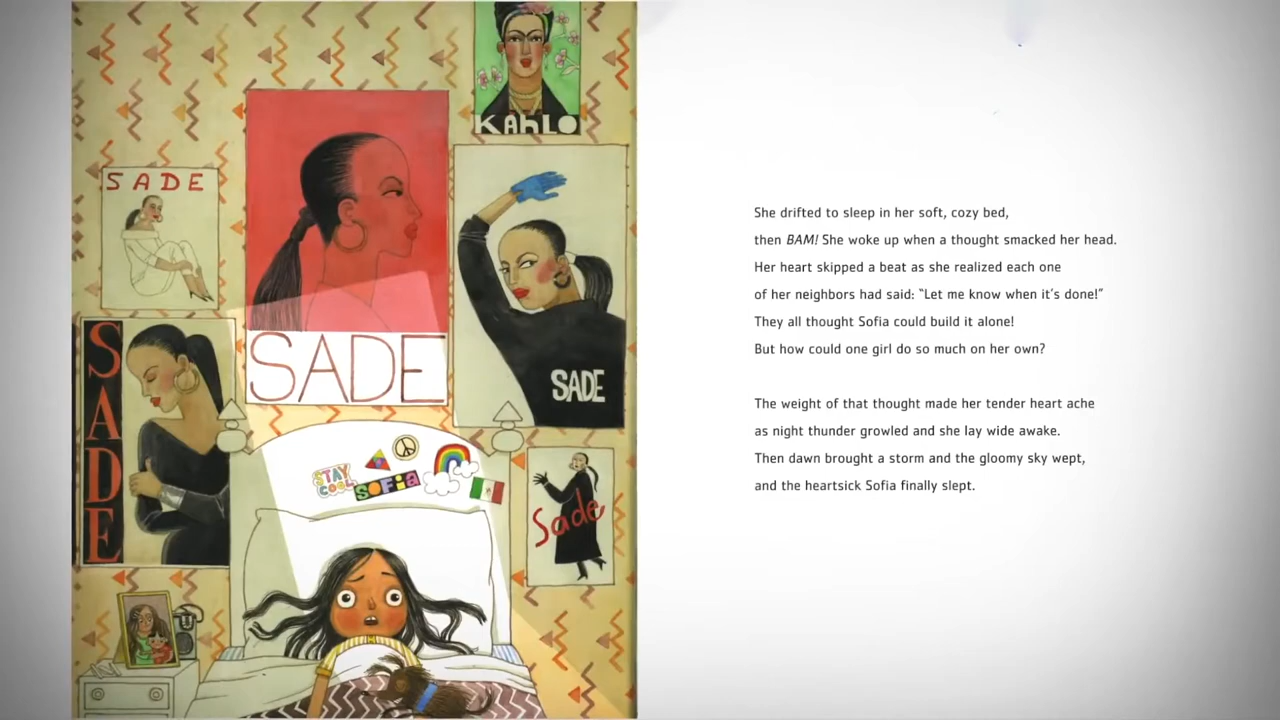 KAHLO
SADE
SADE
SADE
SADE
STAY
COOL
SOFiA
Sade
She drifted to sleep in her soft, cozy bed,
then BAM! She woke up when a thought smacked her head.
Her heart skipped a beat as she realized each one
of her neighbors had said: “Let me know when it’s done!”
They all thought Sofia could build it alone!
But how could one girl do so much on her own?
The weight of that thought made her tender heart ache
as night thunder growled and she lay wide awake.
Then dawn brought a storm and the gloomy sky wept,
and the heartsick Sofia finally slept.